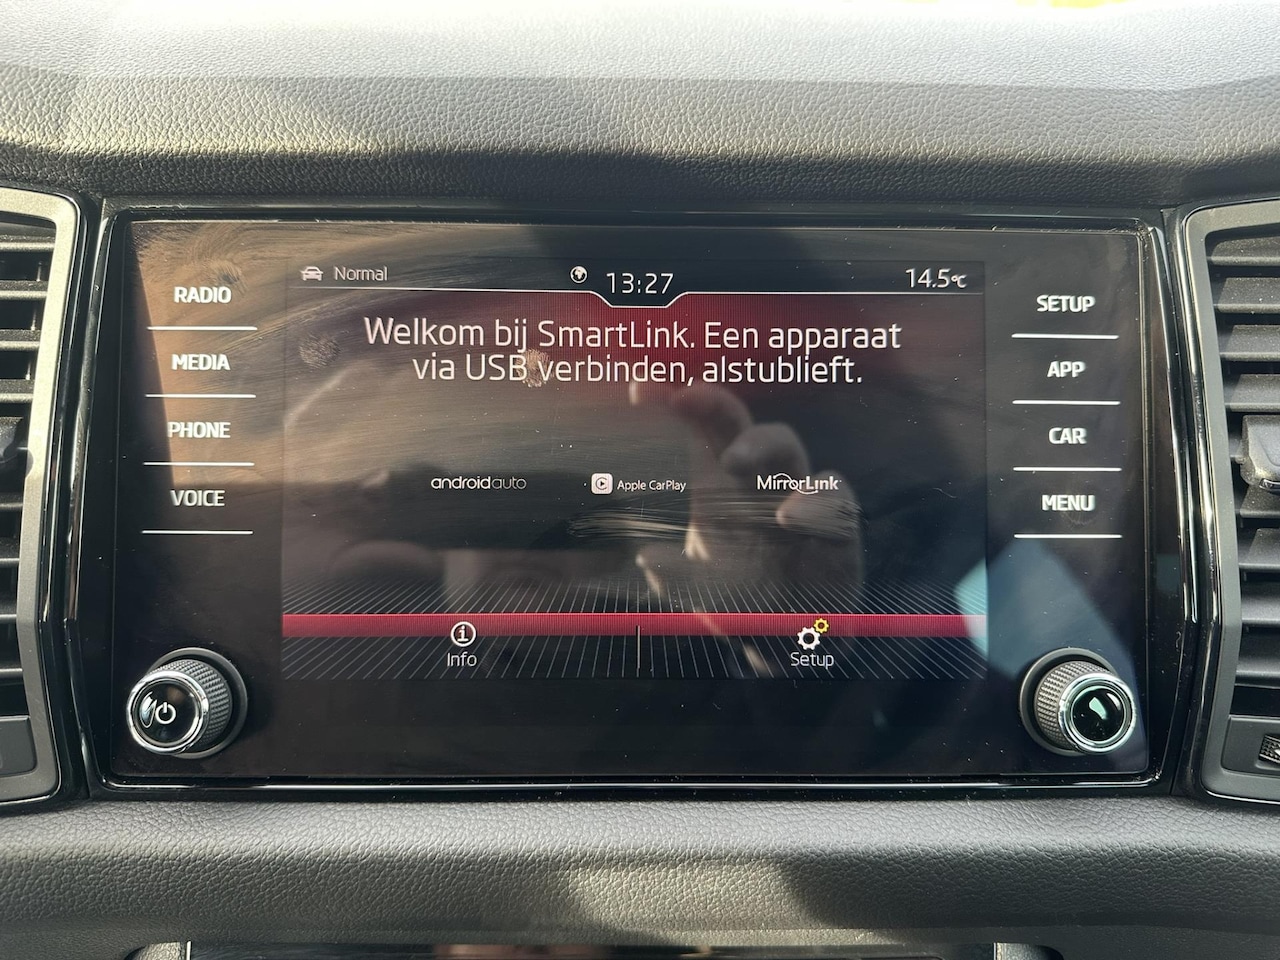 Normal
13:27
14.5°C
RADIO
MEDIA
PHONE
VOICE
Welkom bij SmartLink. Een apparaat
via USB verbinden, alstublieft.
androidauto
Apple CarPlay
MirrorLink
Info
Setup
SETUP
APP
CAR
MENU